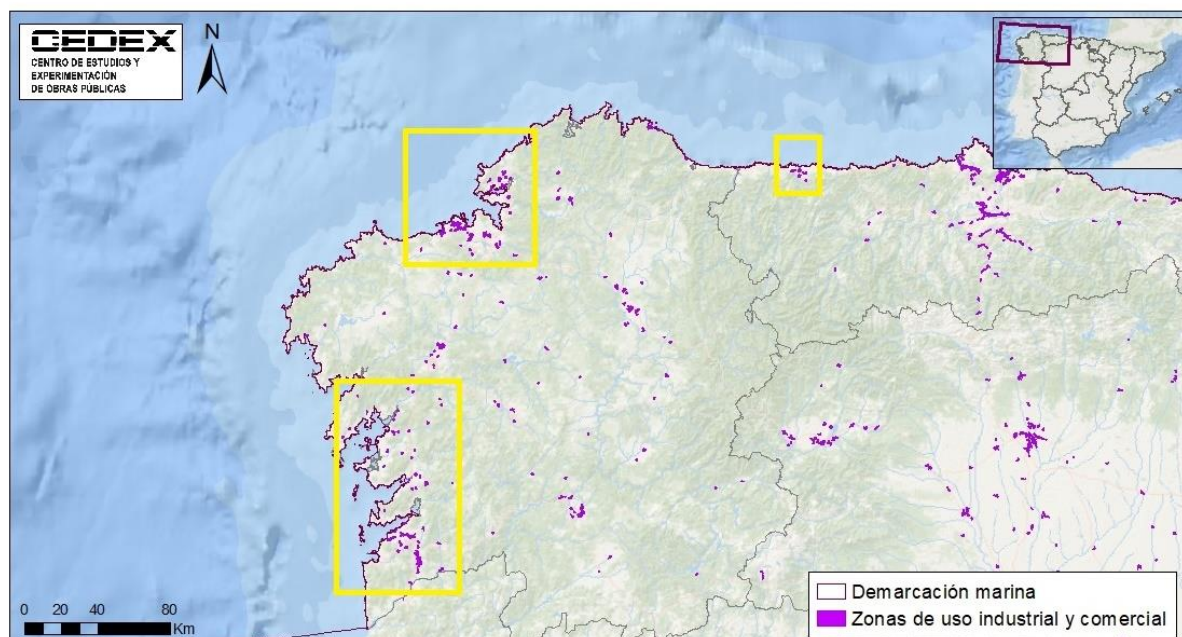 CEDEX
CENTRO DE ESTUDIOS Y
EXPERIMENTACIÓN
DE OBRAS PÚBLICAS
N
0 20 40 80
Km
Demarcación marina
Zonas de uso industrial y comercial